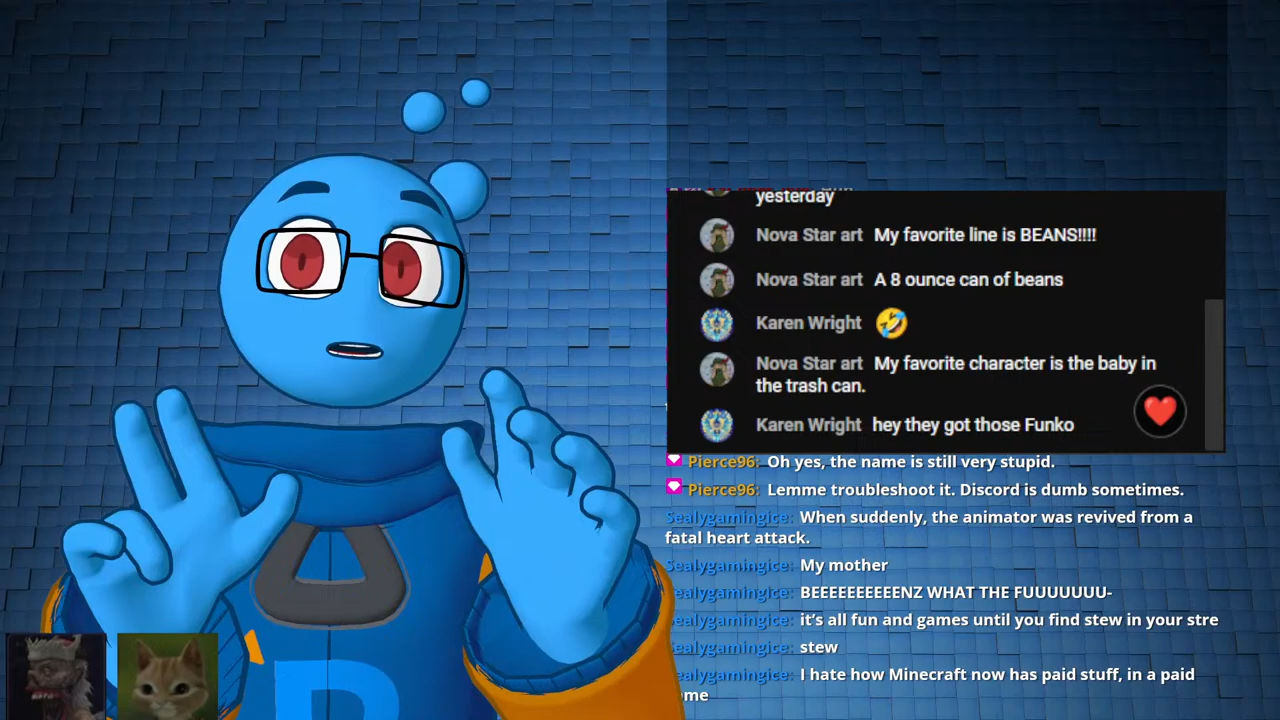 yesterday
Nova Star art My favorite line is BEANS!!!!
Nova Star art A 8 ounce can of beans
Karen Wright 🤣
Nova Star art My favorite character is the baby in
the trash can.
Karen Wright hey they got those Funko
Pierce96: Oh yes, the name is still very stupid.
Pierce96: Lemme troubleshoot it. Discord is dumb sometimes.
Sealygamingice: When suddenly, the animator was revived from a
fatal heart attack.
Sealygamingice: My mother
Sealygamingice: BEEEEEEEEEENZ WHAT THE FUUUUUUU-
Sealygamingice: it's all fun and games until you find stew in your stre
Sealygamingice: stew
Sealygamingice: I hate how Minecraft now has paid stuff, in a paid